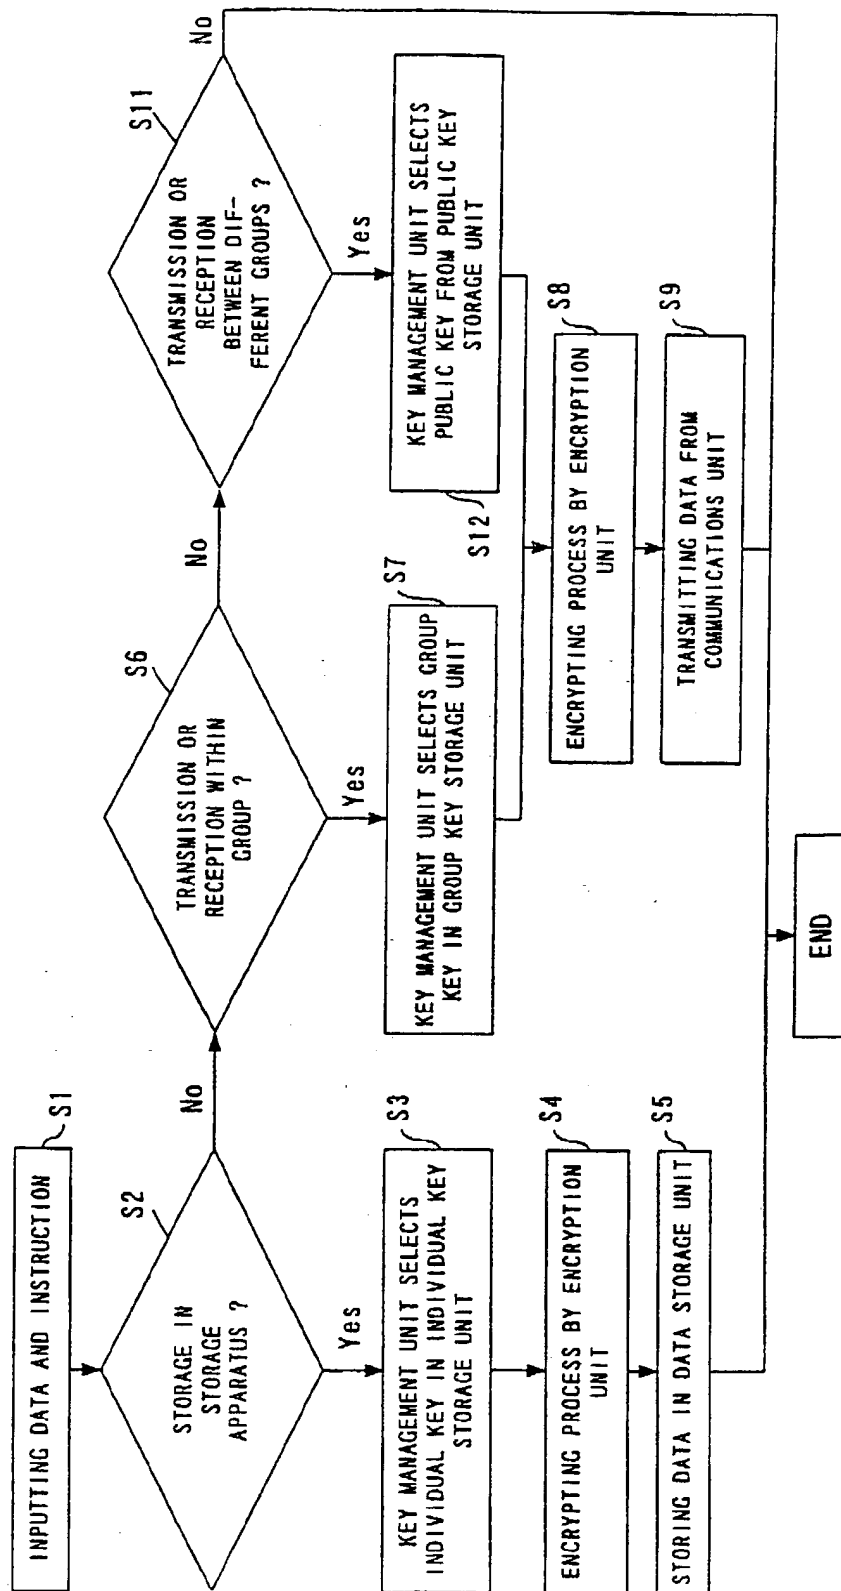 INPUTTING DATA AND INSTRUCTION
S1
STORAGE IN
STORAGE
APPARATUS ?
S2
No
Yes
KEY MANAGEMENT UNIT SELECTS
INDIVIDUAL KEY IN INDIVIDUAL KEY
STORAGE UNIT
S3
ENCRYPTING PROCESS BY ENCRYPTION
UNIT
S4
STORING DATA IN DATA STORAGE UNIT
S5
TRANSMISSION OR
RECEPTION WITHIN
GROUP ?
S6
No
Yes
KEY MANAGEMENT UNIT SELECTS GROUP
KEY IN GROUP KEY STORAGE UNIT
S7
TRANSMISSION OR
RECEPTION
BETWEEN DIF-
FERENT GROUPS ?
S11
No
Yes
KEY MANAGEMENT UNIT SELECTS
PUBLIC KEY FROM PUBLIC KEY
STORAGE UNIT
S12
ENCRYPTING PROCESS BY ENCRYPTION
UNIT
S8
TRANSMITTING DATA FROM
COMMUNICATIONS UNIT
S9
END